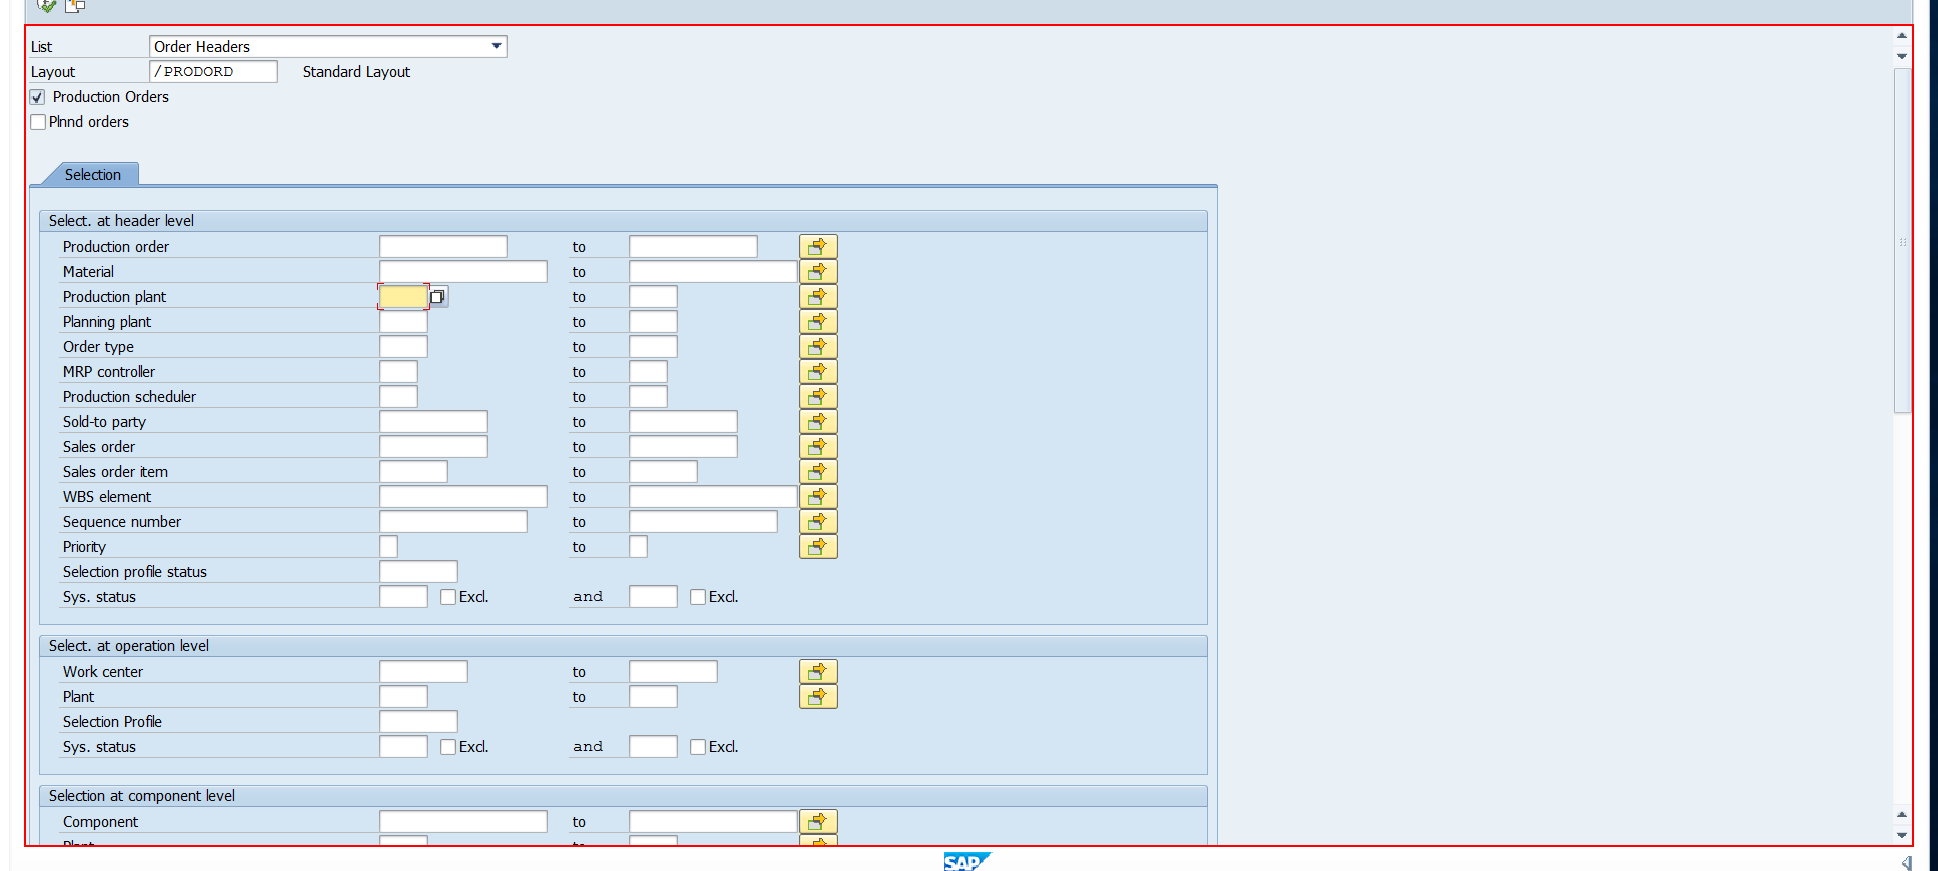 List Order Headers
Layout /PRODORD Standard Layout
Production Orders
Plnnd orders
Selection
Select. at header level
Production order to
Material to
Production plant to
Planning plant to
Order type to
MRP controller to
Production scheduler to
Sold-to party to
Sales order to
Sales order item to
WBS element to
Sequence number to
Priority to
Selection profile status
Sys. status Excl. and Excl.
Select. at operation level
Work center to
Plant to
Selection Profile
Sys. status Excl. and Excl.
Selection at component level
Component to
Plant to
SAP